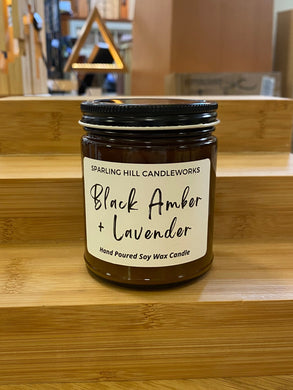 SPARLING HILL CANDLEWORKS
Black Amber
+ Lavender
Hand Poured Soy Wax Candle